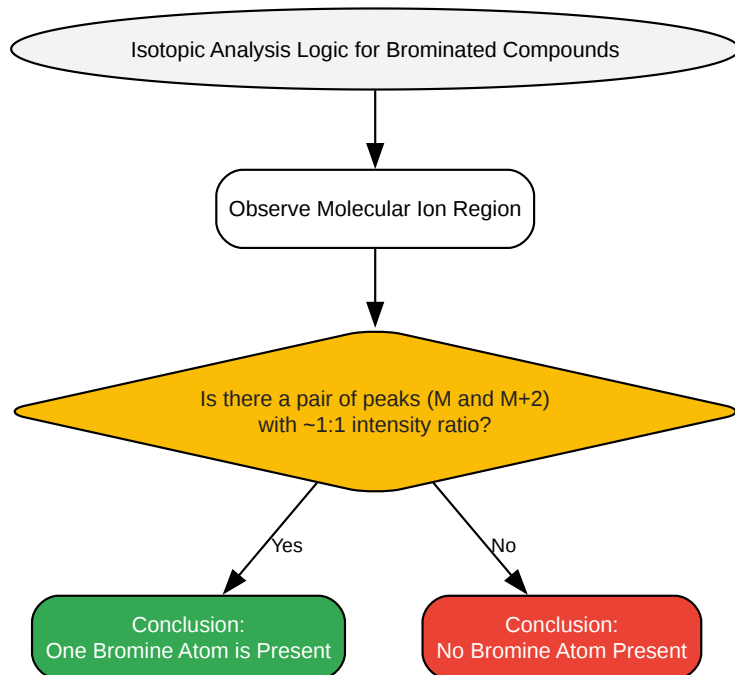 Isotopic Analysis Logic for Brominated Compounds
Observe Molecular Ion Region
Is there a pair of peaks (M and M+2)
with ~1:1 intensity ratio?
Yes
No
Conclusion:
One Bromine Atom is Present
Conclusion:
No Bromine Atom Present